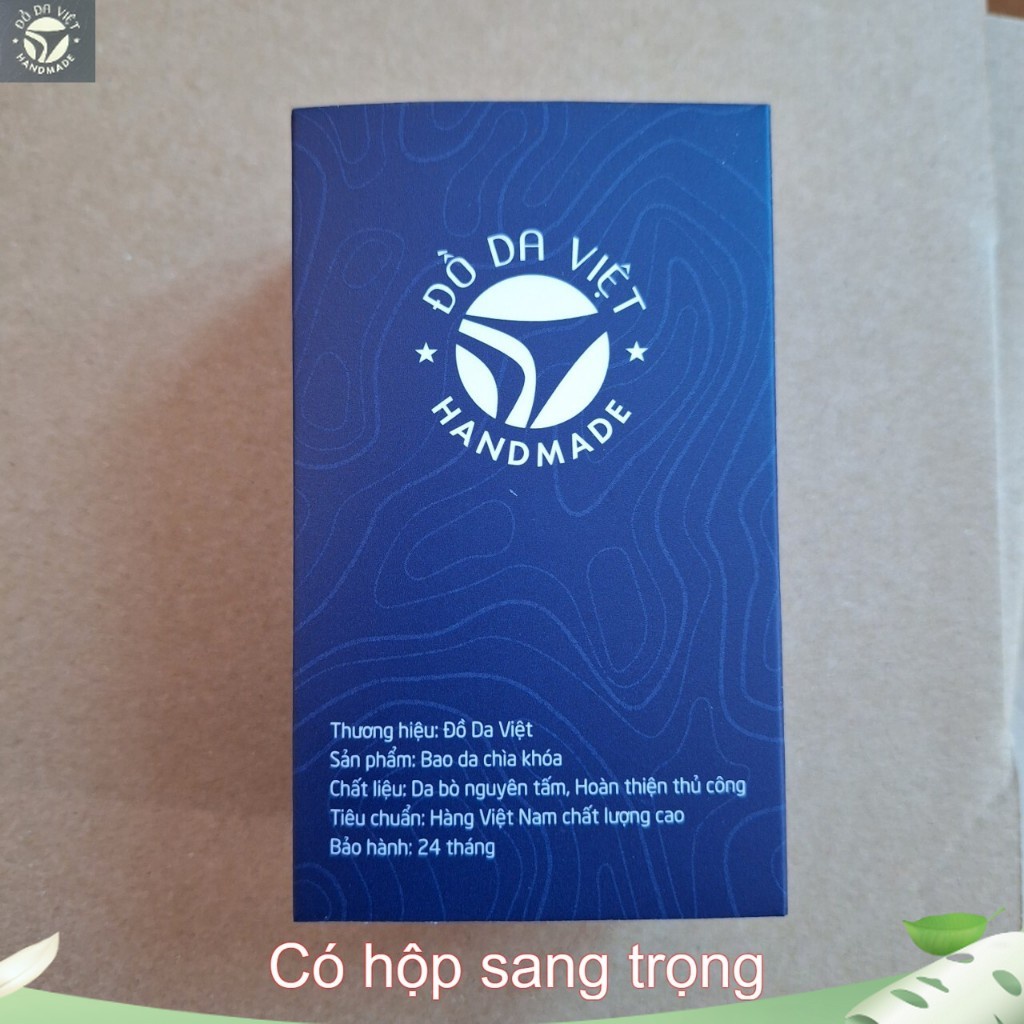 ĐỒ DA VIỆT
HANDMADE
ĐỒ DA VIỆT
HANDMADE
Thương hiệu: Đồ Da Việt
Sản phẩm: Bao da chìa khóa
Chất liệu: Da bò nguyên tấm, Hoàn thiện thủ công
Tiêu chuẩn: Hàng Việt Nam chất lượng cao
Bảo hành: 24 tháng
Có hộp sang trọng